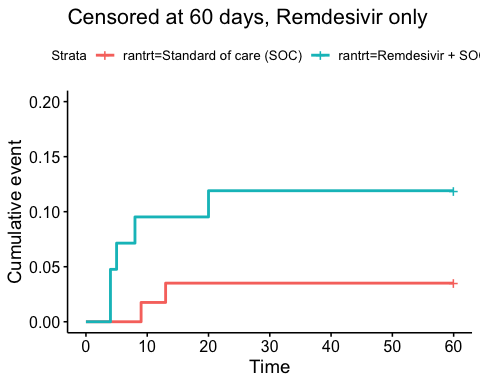 Censored at 60 days, Remdesivir only
Strata rantrt=Standard of care (SOC) rantrt=Remdesivir + SO
0.20
0.15
0.10
0.05
0.00
Cumulative event
0 10 20 30 40 50 60
Time